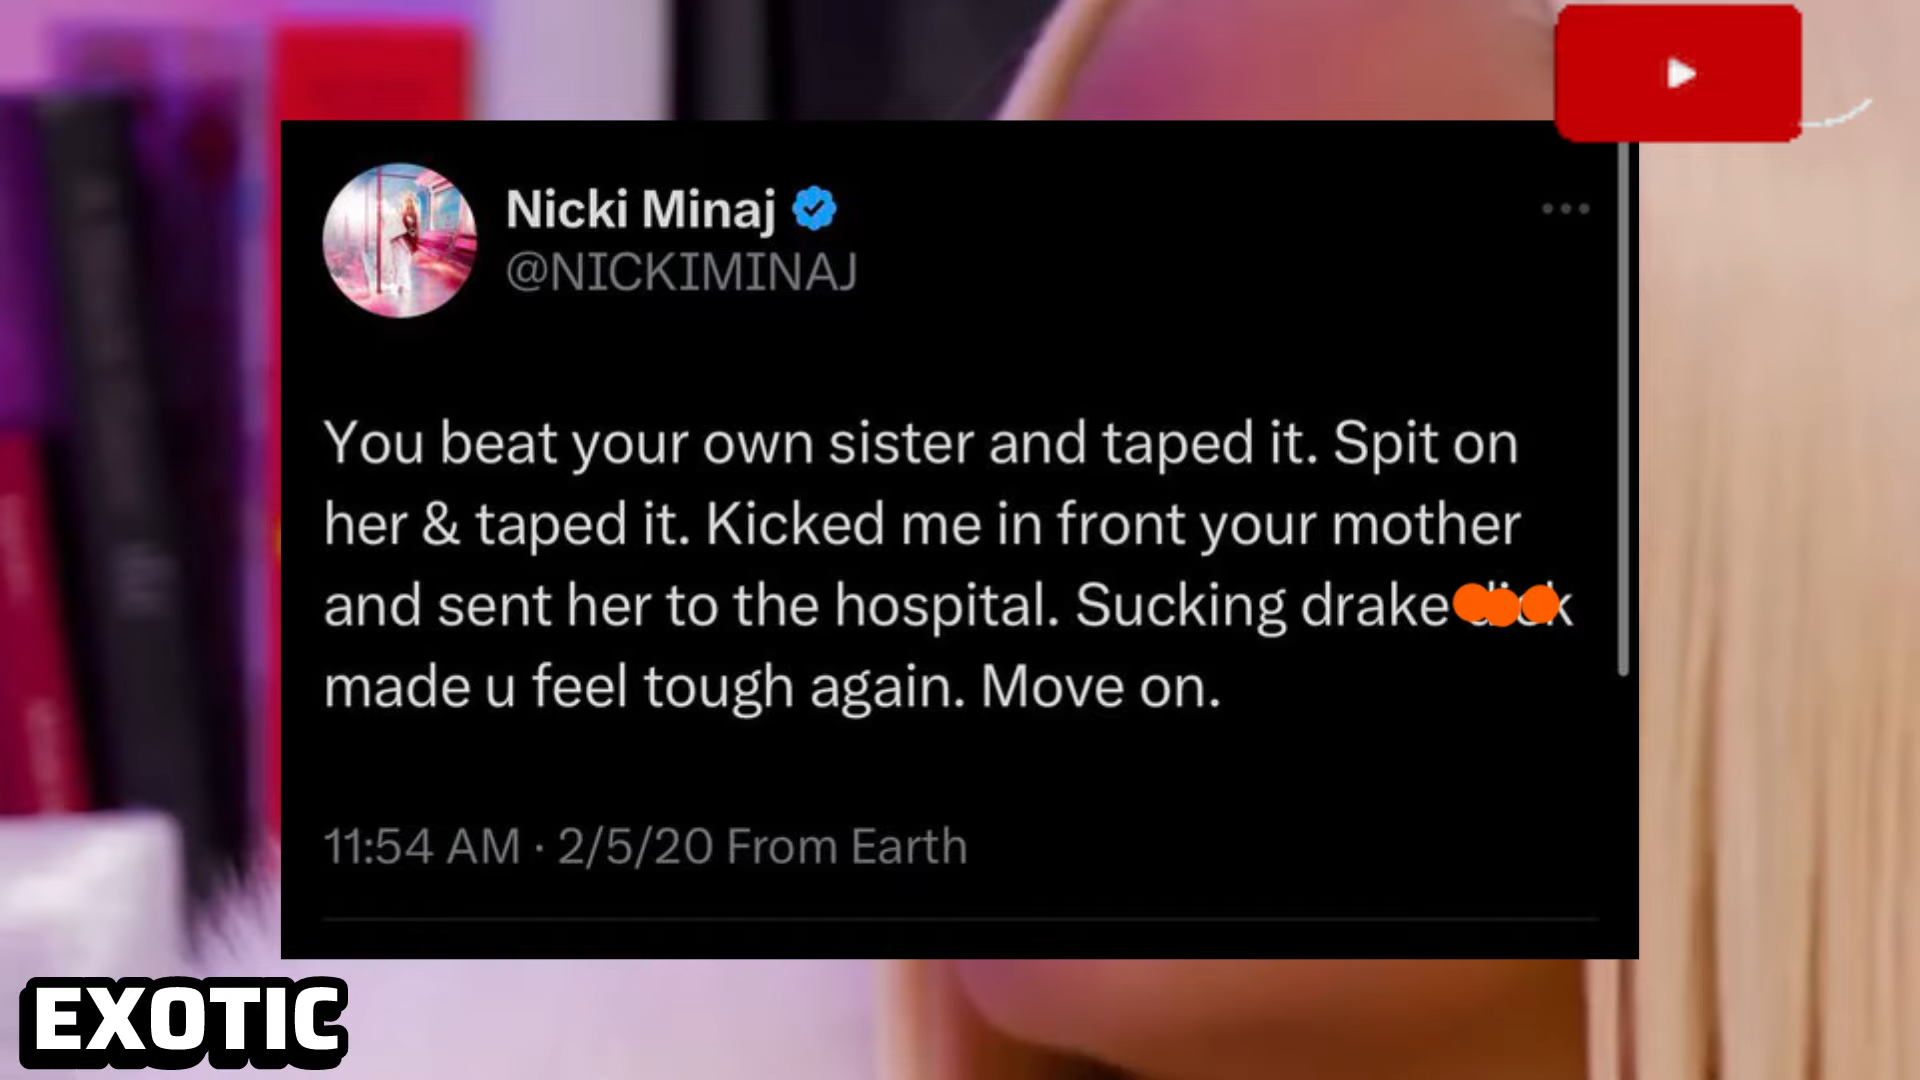 Nicki Minaj
@NICKIMINAJ
You beat your own sister and taped it. Spit on
her & taped it. Kicked me in front your mother
and sent her to the hospital. Sucking drake dick
made u feel tough again. Move on.
11:54 AM · 2/5/20 From Earth
EXOTIC